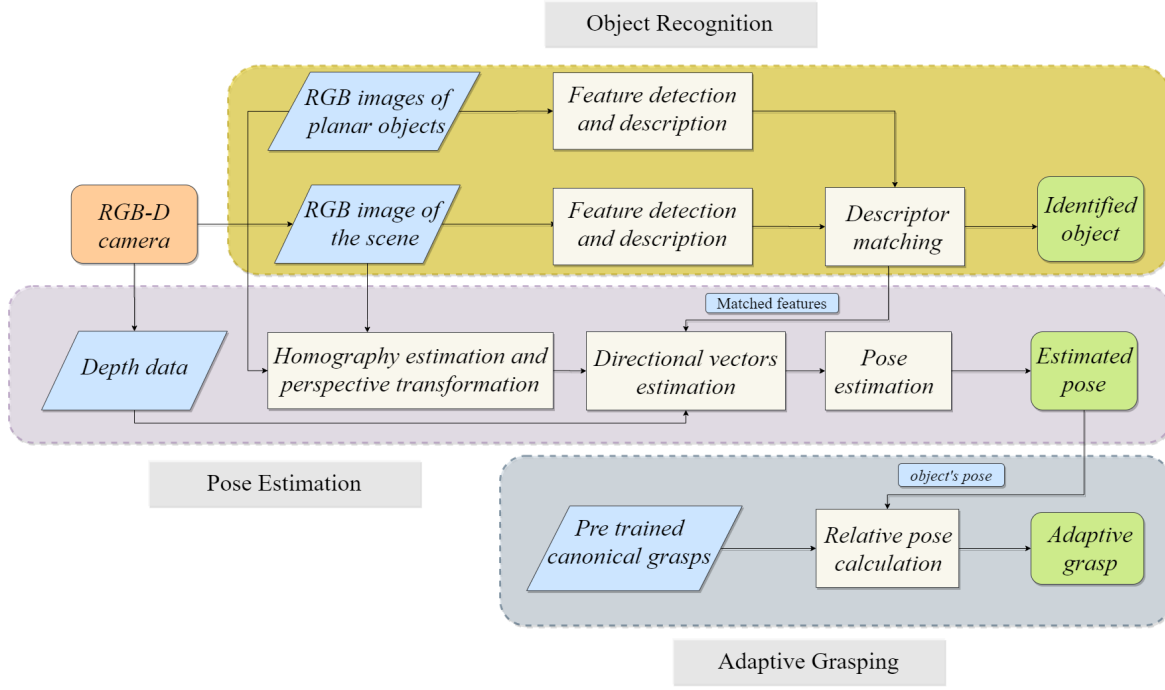 Object Recognition
RGB images of
planar objects
Feature detection
and description
RGB-D
camera
RGB image of
the scene
Feature detection
and description
Descriptor
matching
Identified
object
Matched features
Depth data
Homography estimation and
perspective transformation
Directional vectors
estimation
Pose
estimation
Estimated
pose
Pose Estimation
object's pose
Pre trained
canonical grasps
Relative pose
calculation
Adaptive
grasp
Adaptive Grasping